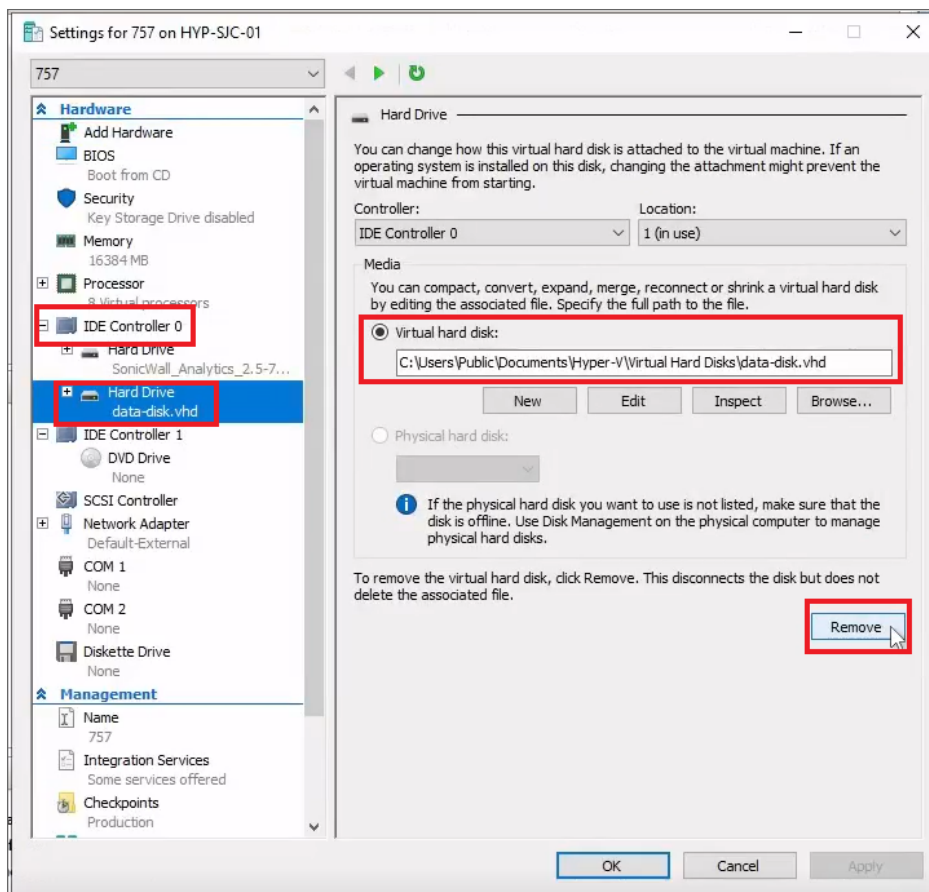 Settings for 757 on HYP-SJC-01
757
Hardware
Add Hardware
BIOS
Boot from CD
Security
Key Storage Drive disabled
Memory
16384 MB
Processor
8 Virtual processors
IDE Controller 0
Hard Drive
SonicWall_Analytics_2.5-7...
Hard Drive
data-disk.vhd
IDE Controller 1
DVD Drive
None
SCSI Controller
Network Adapter
Default-External
COM 1
None
COM 2
None
Diskette Drive
None
Management
Name
757
Integration Services
Some services offered
Checkpoints
Production
Hard Drive
You can change how this virtual hard disk is attached to the virtual machine. If an
operating system is installed on this disk, changing the attachment might prevent the
virtual machine from starting.
Controller:
Location:
IDE Controller 0
1 (in use)
Media
You can compact, convert, expand, merge, reconnect or shrink a virtual hard disk
by editing the associated file. Specify the full path to the file.
Virtual hard disk:
C:\Users\Public\Documents\Hyper-V\Virtual Hard Disks\data-disk.vhd
New
Edit
Inspect
Browse...
Physical hard disk:
If the physical hard disk you want to use is not listed, make sure that the
disk is offline. Use Disk Management on the physical computer to manage
physical hard disks.
To remove the virtual hard disk, click Remove. This disconnects the disk but does not
delete the associated file.
Remove
OK
Cancel
Apply